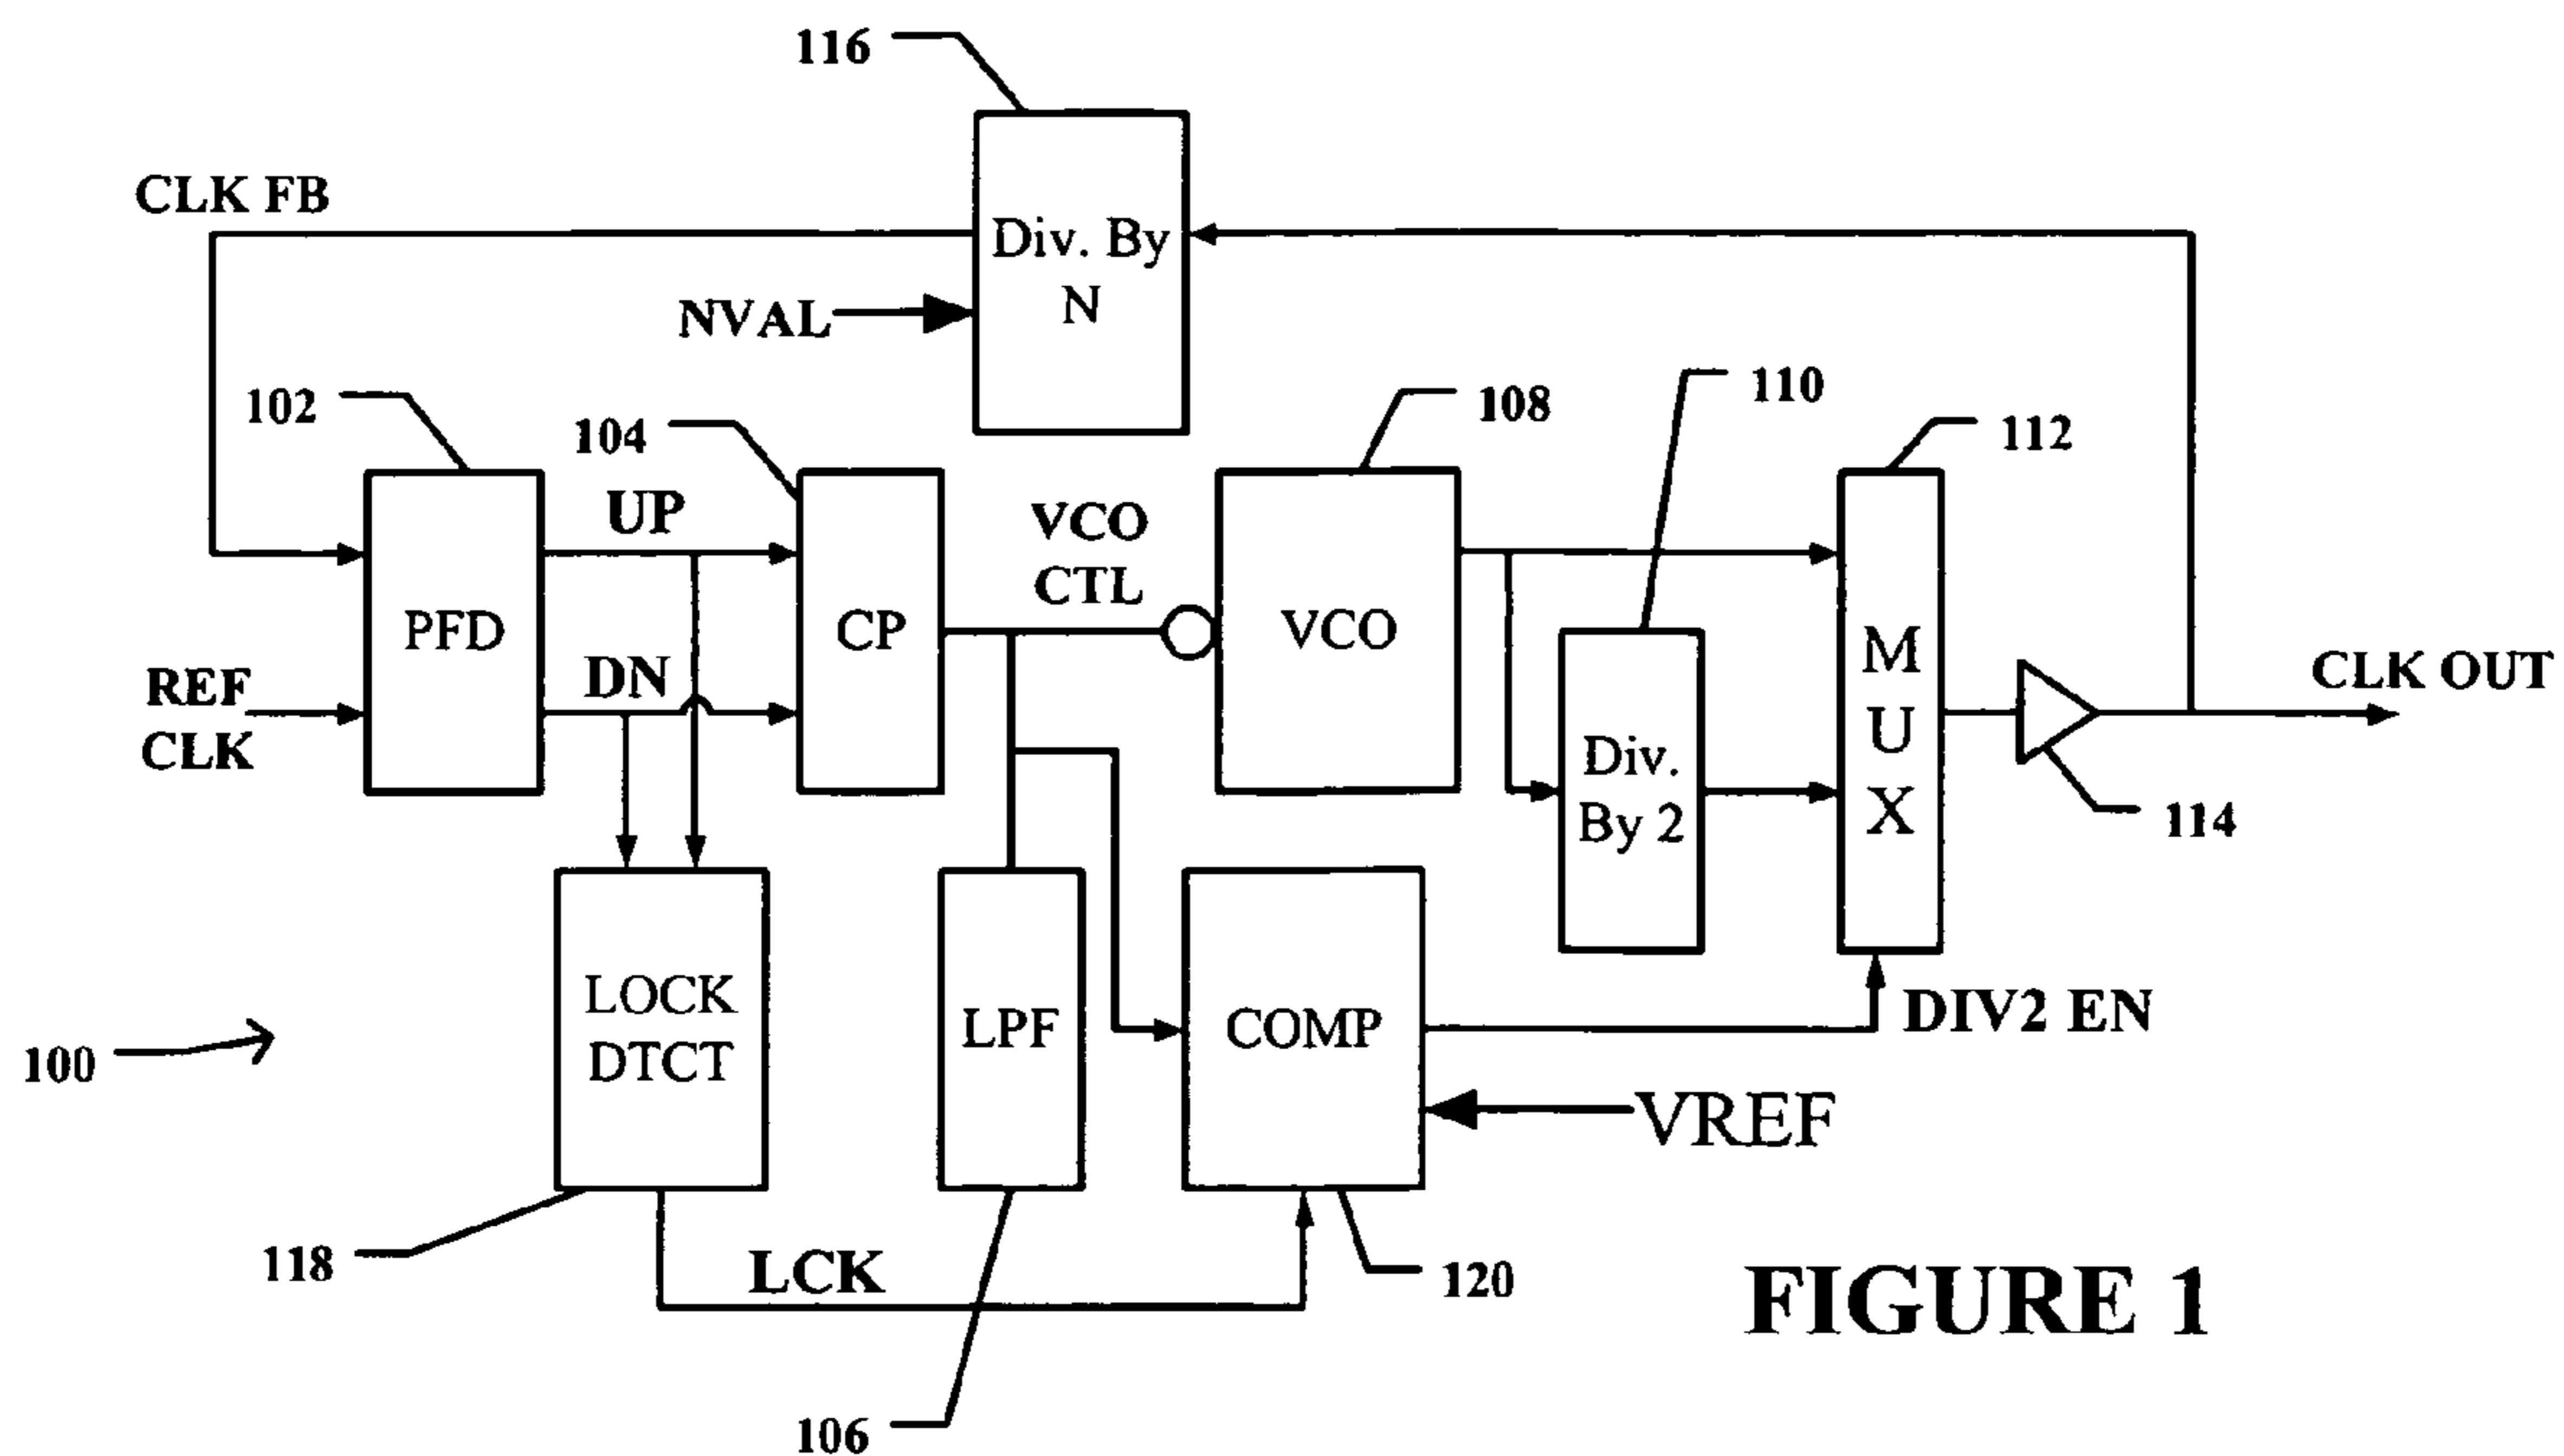 116
CLK FB
Div. By
N
NVAL
102
104
108
110
112
UP
VCO
CTL
PFD
CP
VCO
DN
REF
CLK
M
U
X
CLK OUT
Div.
By 2
114
LOCK
DTCT
LPF
COMP
DIV2 EN
100
VREF
118
LCK
120
106
FIGURE 1